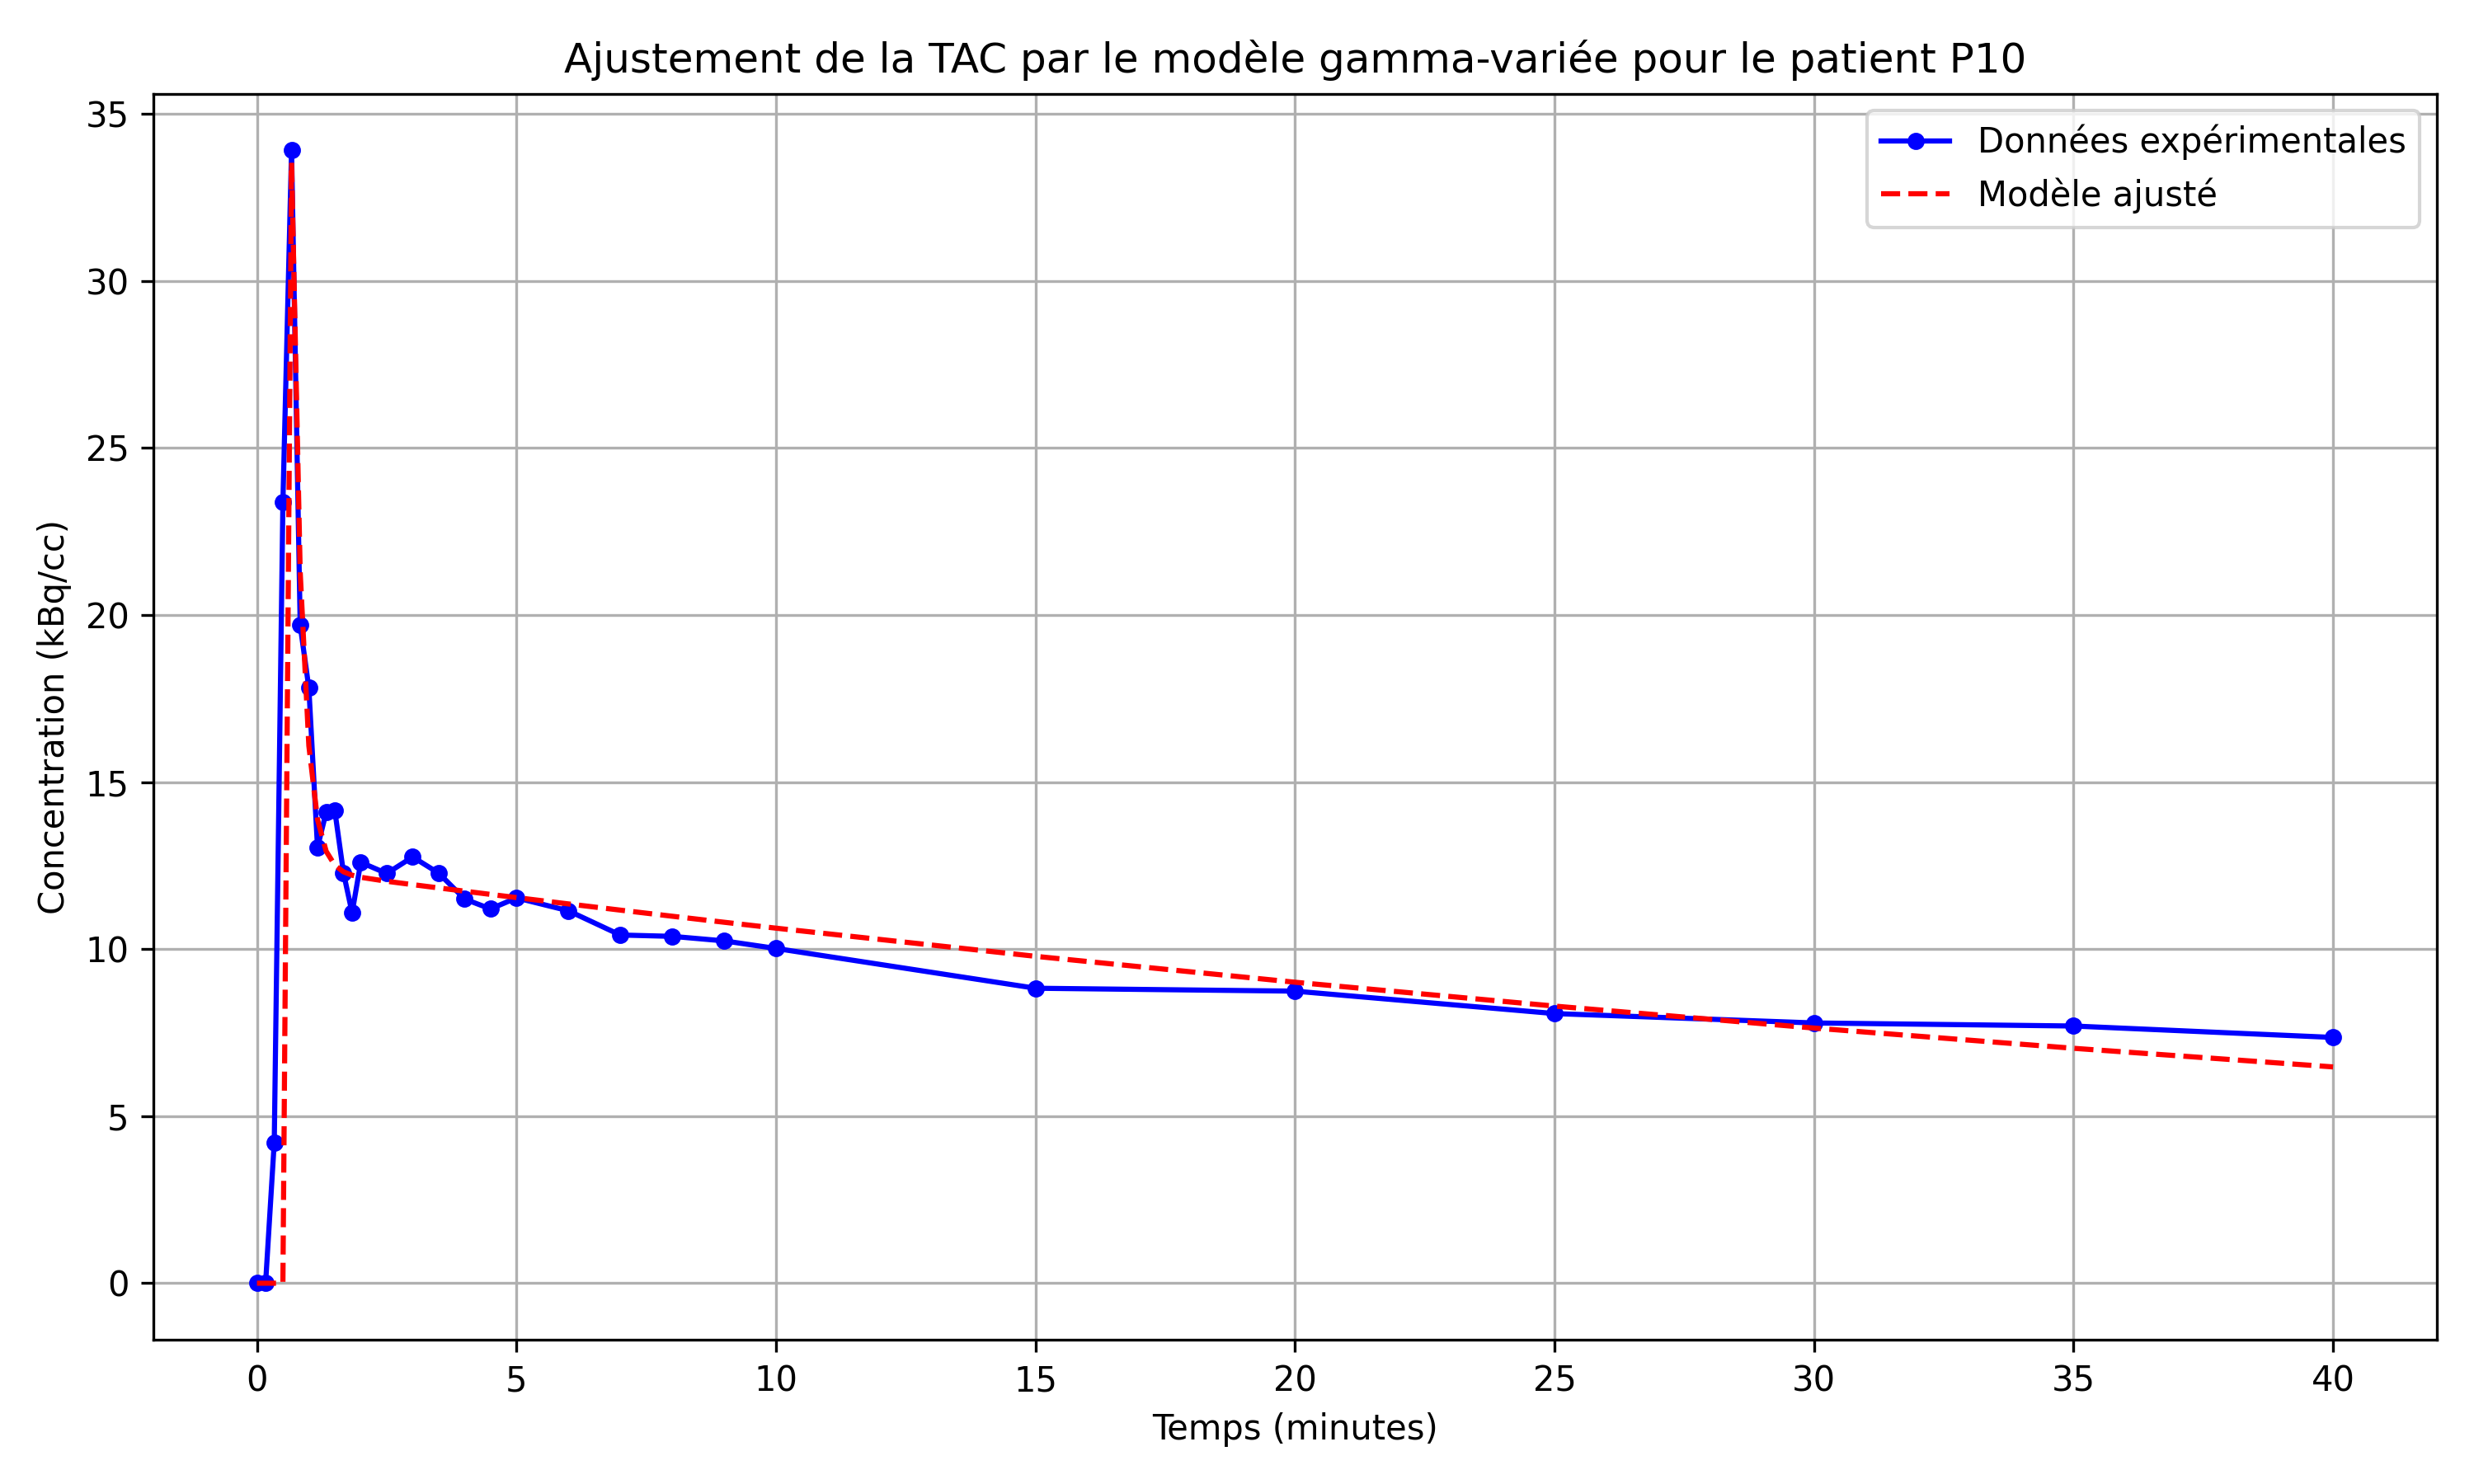 Ajustement de la TAC par le modèle gamma-variée pour le patient P10
Données expérimentales
Modèle ajusté
Concentration (kBq/cc)
35
30
25
20
15
10
5
0
0 5 10 15 20 25 30 35 40
Temps (minutes)